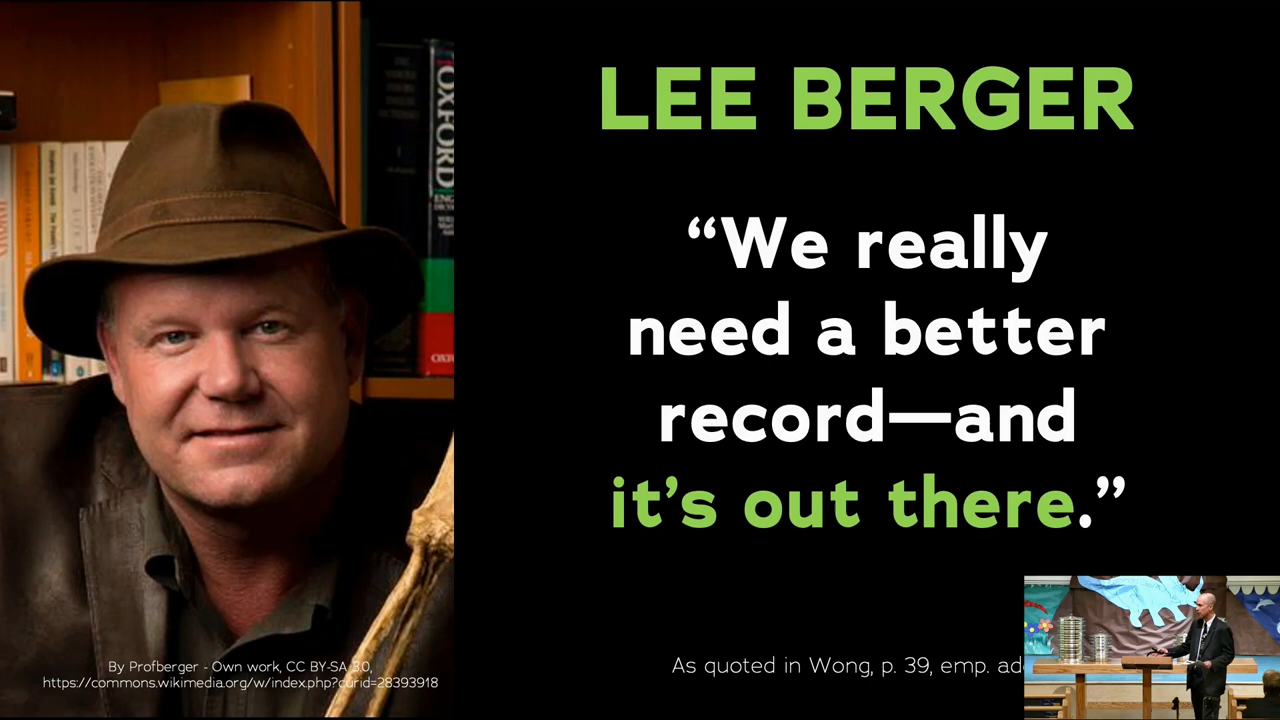 LEE BERGER
“We really
need a better
record—and
it’s out there.”
As quoted in Wong, p. 39, emp.
By Profberger - Own work, CC BY-SA 3.0,
https://commons.wikimedia.org/w/index.php?curid=28393918
OXFORD